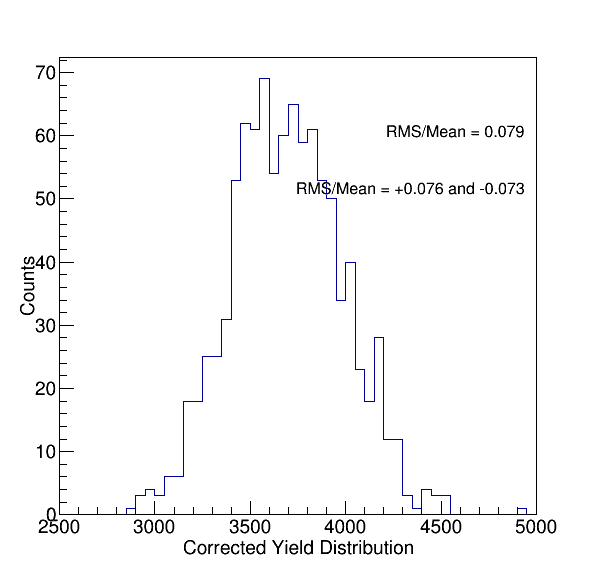 70
RMS/Mean = 0.079
60
RMS/Mean = +0.076 and -0.073
50
40
Counts
30
20
10
0
2500 3000 3500 4000 4500 5000
Corrected Yield Distribution